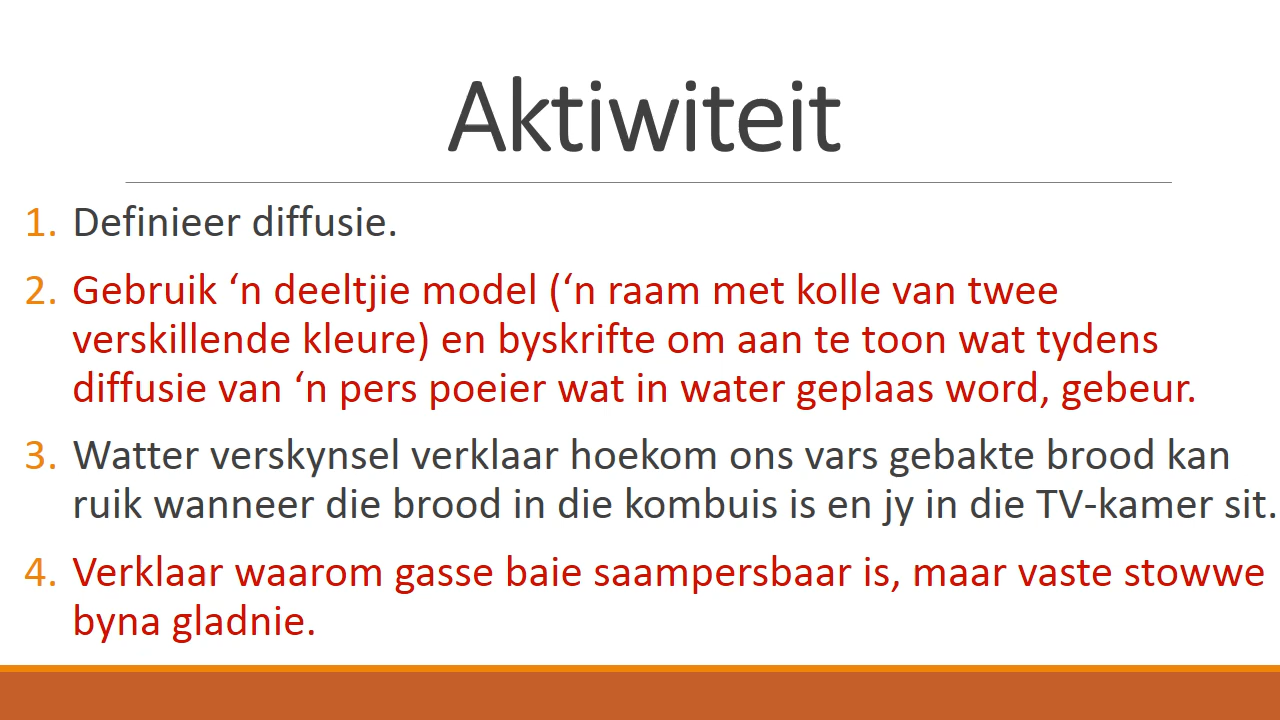 Aktiwiteit
1. Definieer diffusie.
2. Gebruik ‘n deeltjie model (‘n raam met kolle van twee
verskillende kleure) en byskrifte om aan te toon wat tydens
diffusie van ‘n pers poeier wat in water geplaas word, gebeur.
3. Watter verskynsel verklaar hoekom ons vars gebakte brood kan
ruik wanneer die brood in die kombuis is en jy in die TV-kamer sit.
4. Verklaar waarom gasse baie saampersbaar is, maar vaste stowwe
byna gladnie.